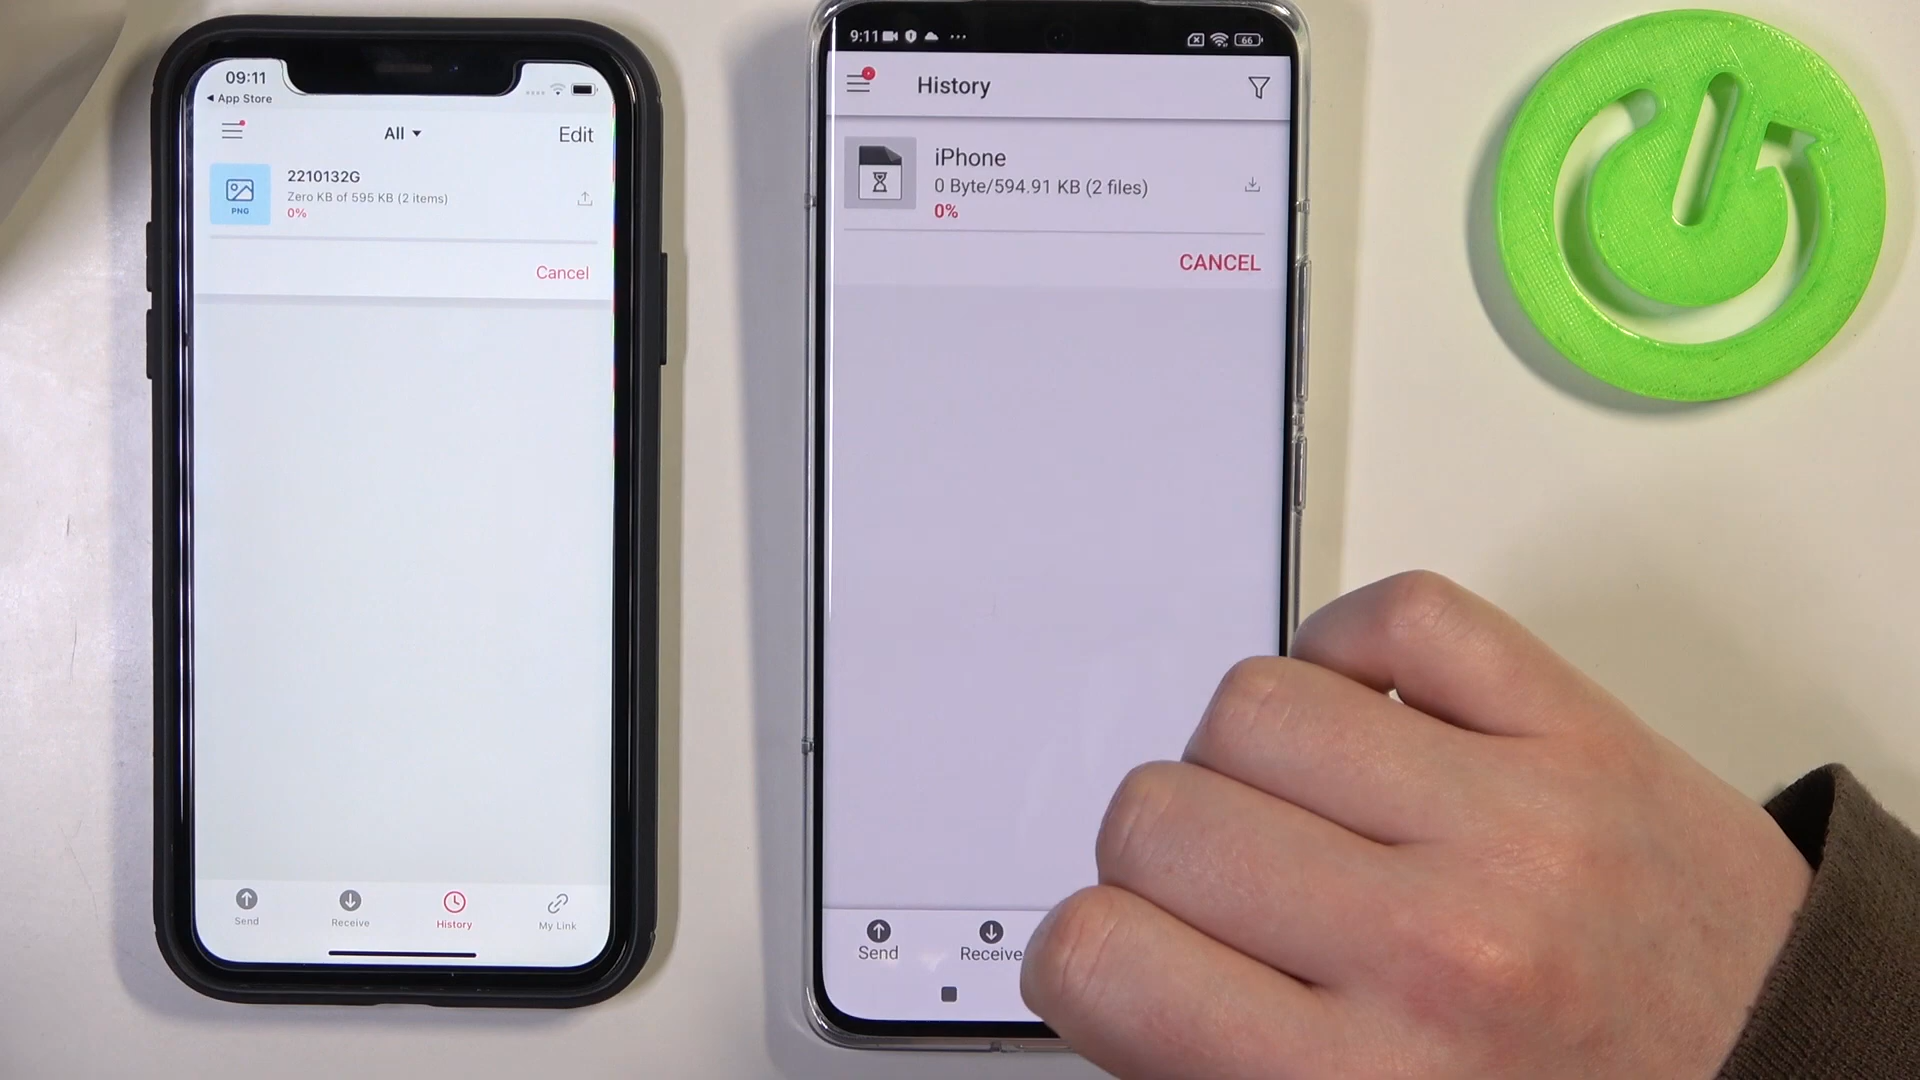 09:11
◀ App Store
All ▼
Edit
PNG
2210132G
Zero KB of 595 KB (2 items)
0%
Cancel
Send
Receive
History
My Link
9:11
66
History
iPhone
0 Byte/594.91 KB (2 files)
0%
CANCEL
Send
Receive